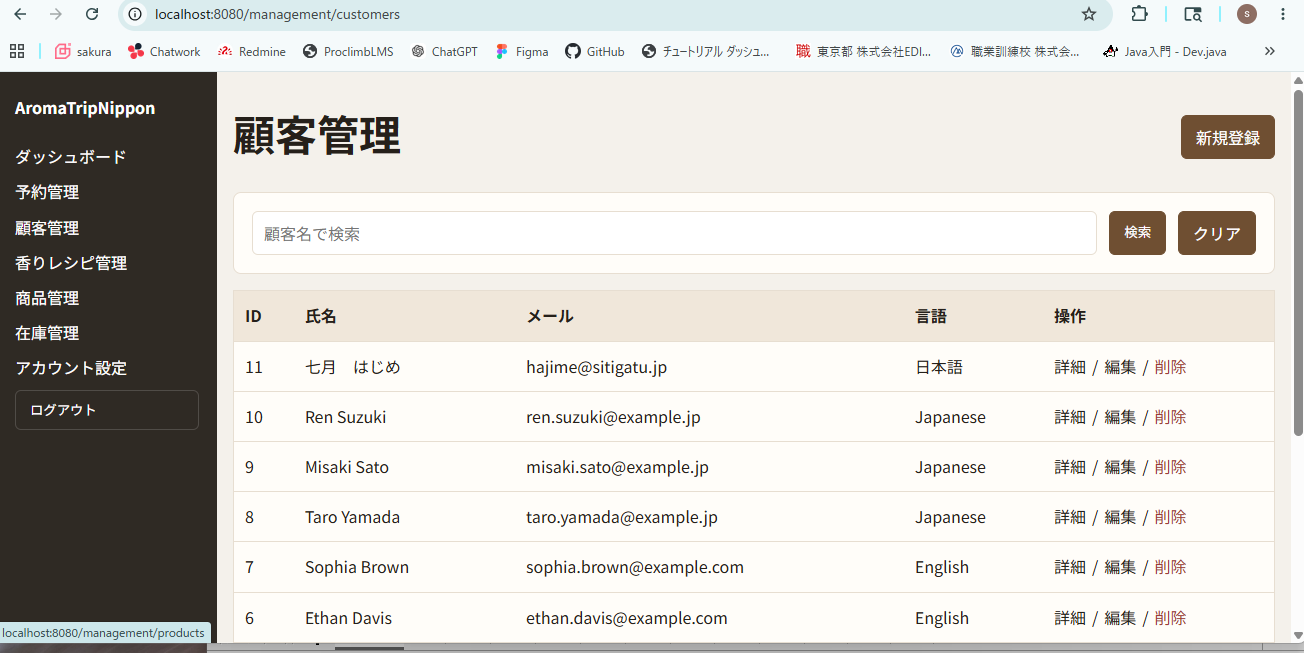 localhost:8080/management/customers
S
sakura Chatwork Redmine ProclimbLMS ChatGPT Figma GitHub チュートリアル ダッシュ... 職 東京都 株式会社EDI... 職業訓練校 株式会... Java入門 - Dev.java
AromaTripNippon
ダッシュボード
予約管理
顧客管理
香りレシピ管理
商品管理
在庫管理
アカウント設定
ログアウト
顧客管理
新規登録
顧客名で検索 検索 クリア
ID 氏名 メール 言語 操作
11 七月　はじめ hajime@sitigatu.jp 日本語 詳細 / 編集 / 削除
10 Ren Suzuki ren.suzuki@example.jp Japanese 詳細 / 編集 / 削除
9 Misaki Sato misaki.sato@example.jp Japanese 詳細 / 編集 / 削除
8 Taro Yamada taro.yamada@example.jp Japanese 詳細 / 編集 / 削除
7 Sophia Brown sophia.brown@example.com English 詳細 / 編集 / 削除
6 Ethan Davis ethan.davis@example.com English 詳細 / 編集 / 削除
localhost:8080/management/products